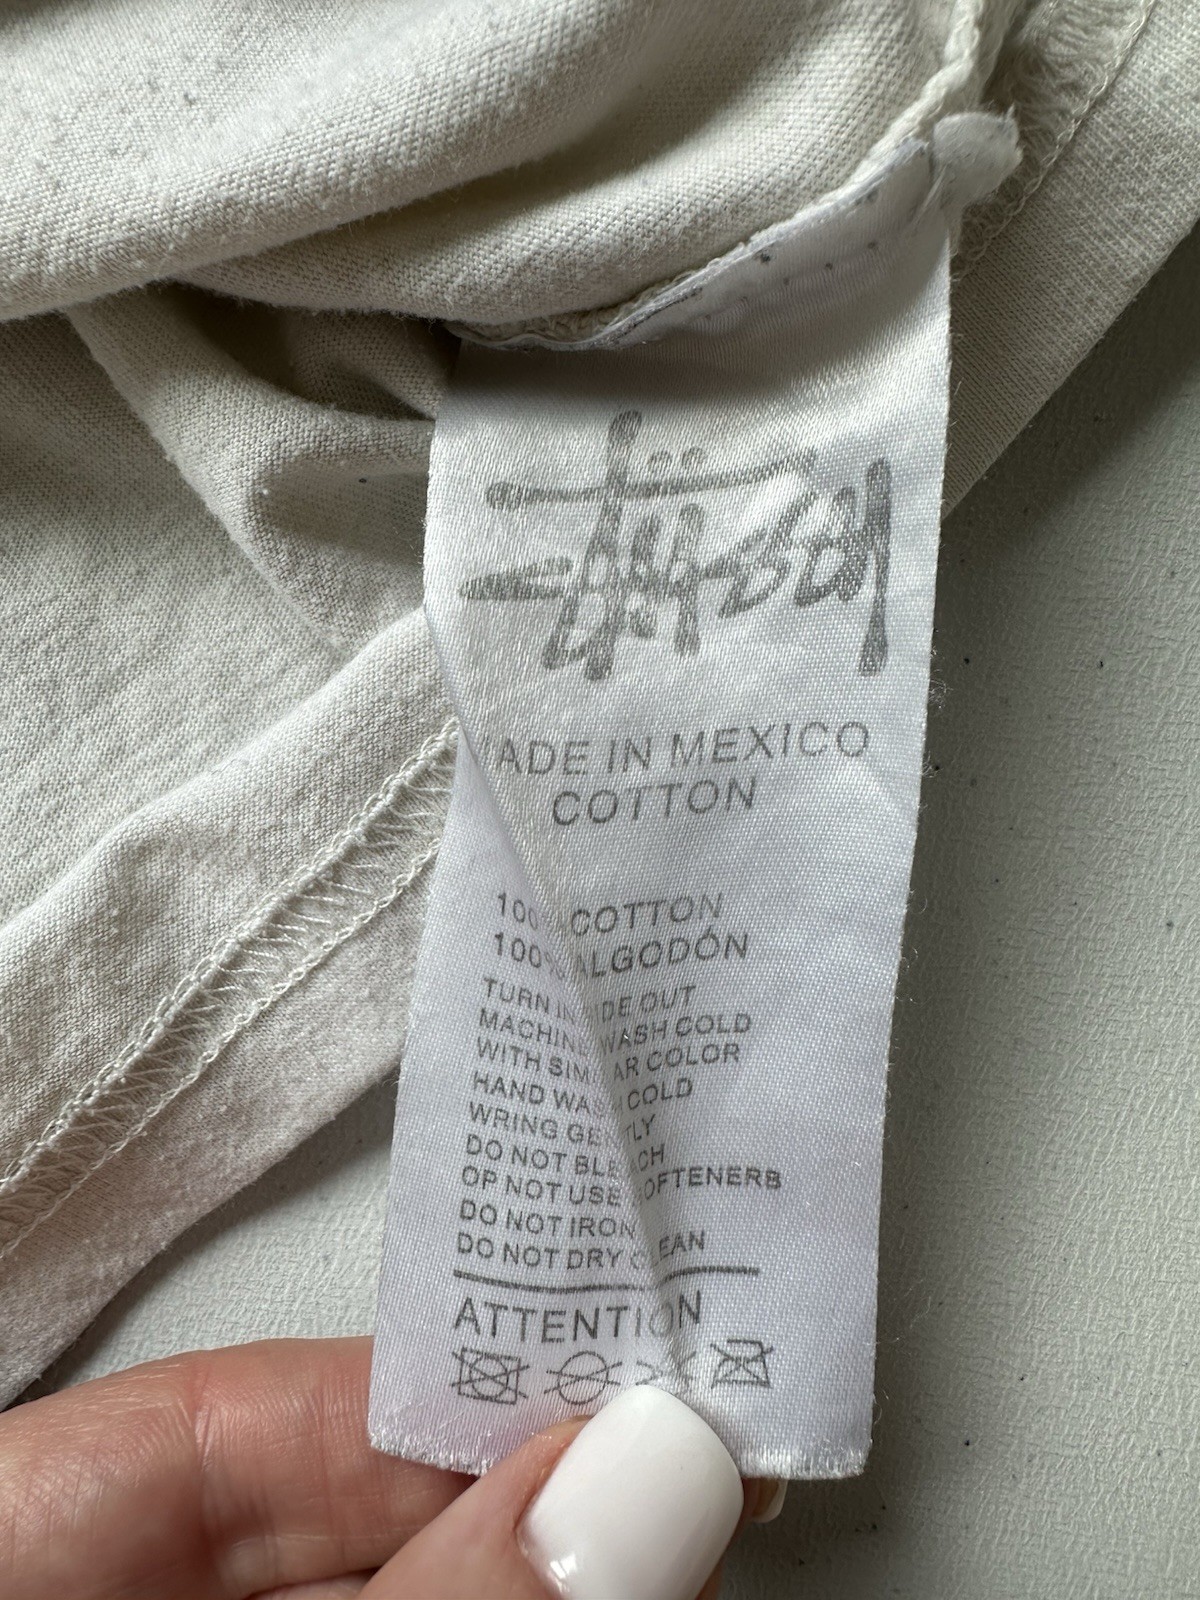 Stüssy
MADE IN MEXICO
COTTON
100% COTTON
100% ALGODÓN
TURN INSIDE OUT
MACHINE WASH COLD
WITH SIMILAR COLOR
HAND WASH COLD
WRING GENTLY
DO NOT BLEACH
OP NOT USE SOFTENERB
DO NOT IRON
DO NOT DRY CLEAN
ATTENTION